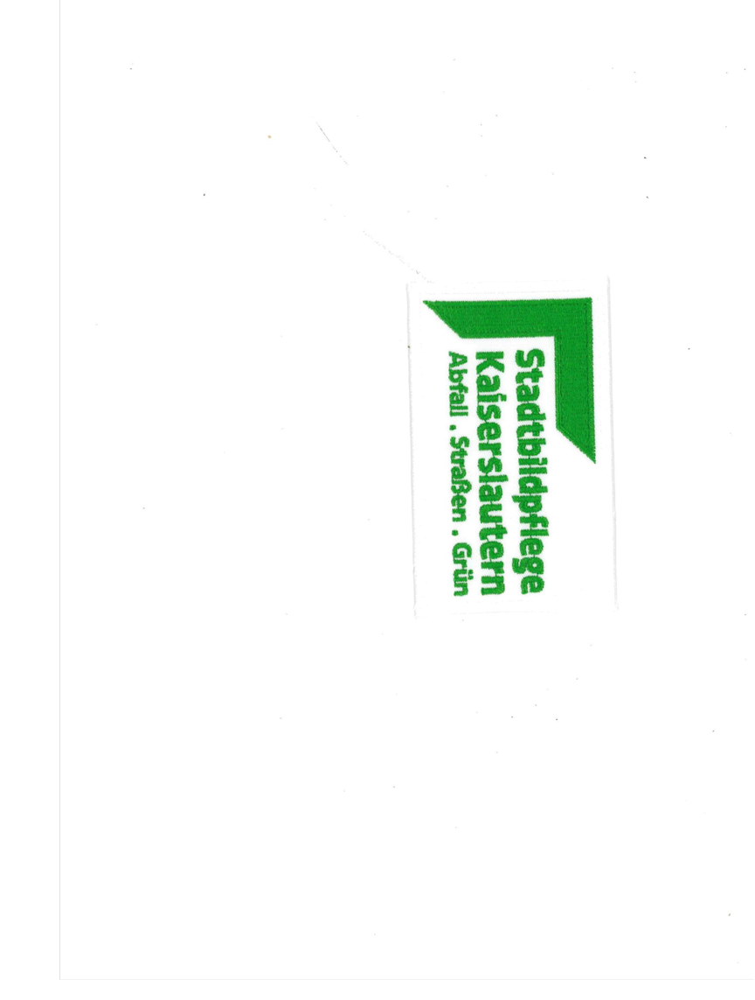 Stadtbildpflege
Kaiserslautern
Abfall . Straßen . Grün